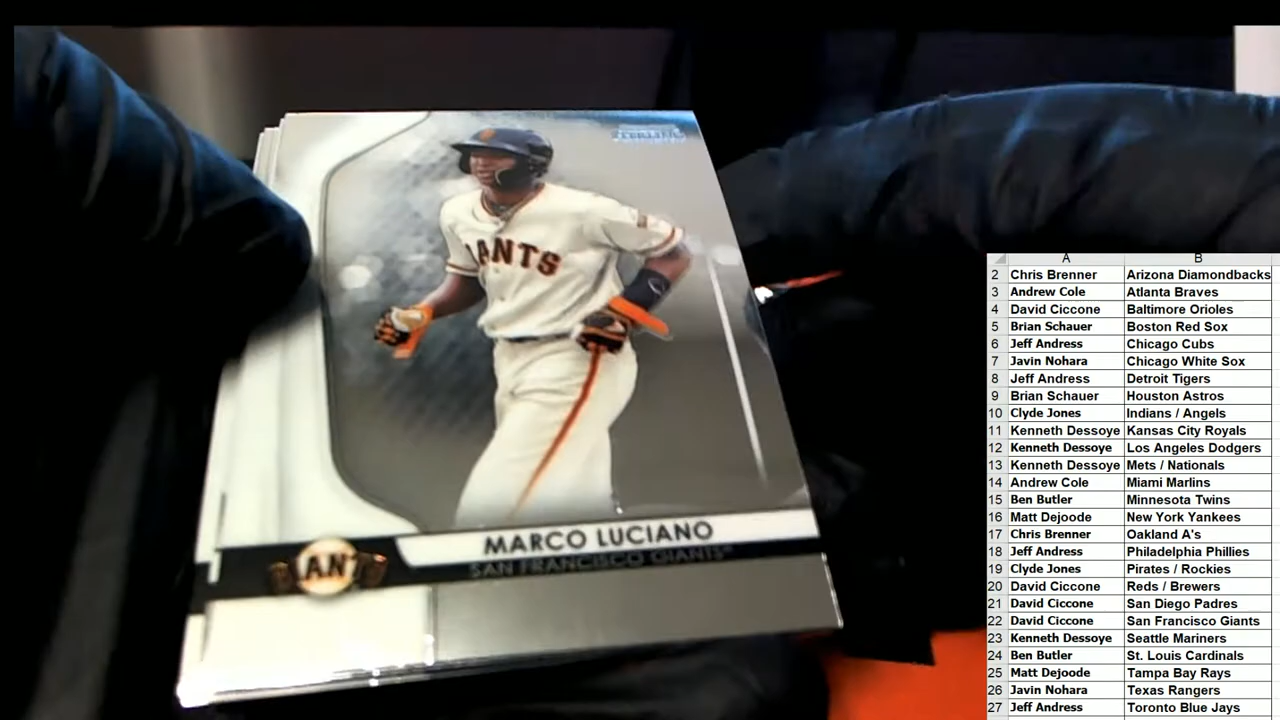 STERLING
GIANTS
MARCO LUCIANO
SAN FRANCISCO GIANTS
A B
2 Chris Brenner Arizona Diamondbacks
3 Andrew Cole Atlanta Braves
4 David Ciccone Baltimore Orioles
5 Brian Schauer Boston Red Sox
6 Jeff Andress Chicago Cubs
7 Javin Nohara Chicago White Sox
8 Jeff Andress Detroit Tigers
9 Brian Schauer Houston Astros
10 Clyde Jones Indians / Angels
11 Kenneth Dessoye Kansas City Royals
12 Kenneth Dessoye Los Angeles Dodgers
13 Kenneth Dessoye Mets / Nationals
14 Andrew Cole Miami Marlins
15 Ben Butler Minnesota Twins
16 Matt Dejoode New York Yankees
17 Chris Brenner Oakland A's
18 Jeff Andress Philadelphia Phillies
19 Clyde Jones Pirates / Rockies
20 David Ciccone Reds / Brewers
21 David Ciccone San Diego Padres
22 David Ciccone San Francisco Giants
23 Kenneth Dessoye Seattle Mariners
24 Ben Butler St. Louis Cardinals
25 Matt Dejoode Tampa Bay Rays
26 Javin Nohara Texas Rangers
27 Jeff Andress Toronto Blue Jays